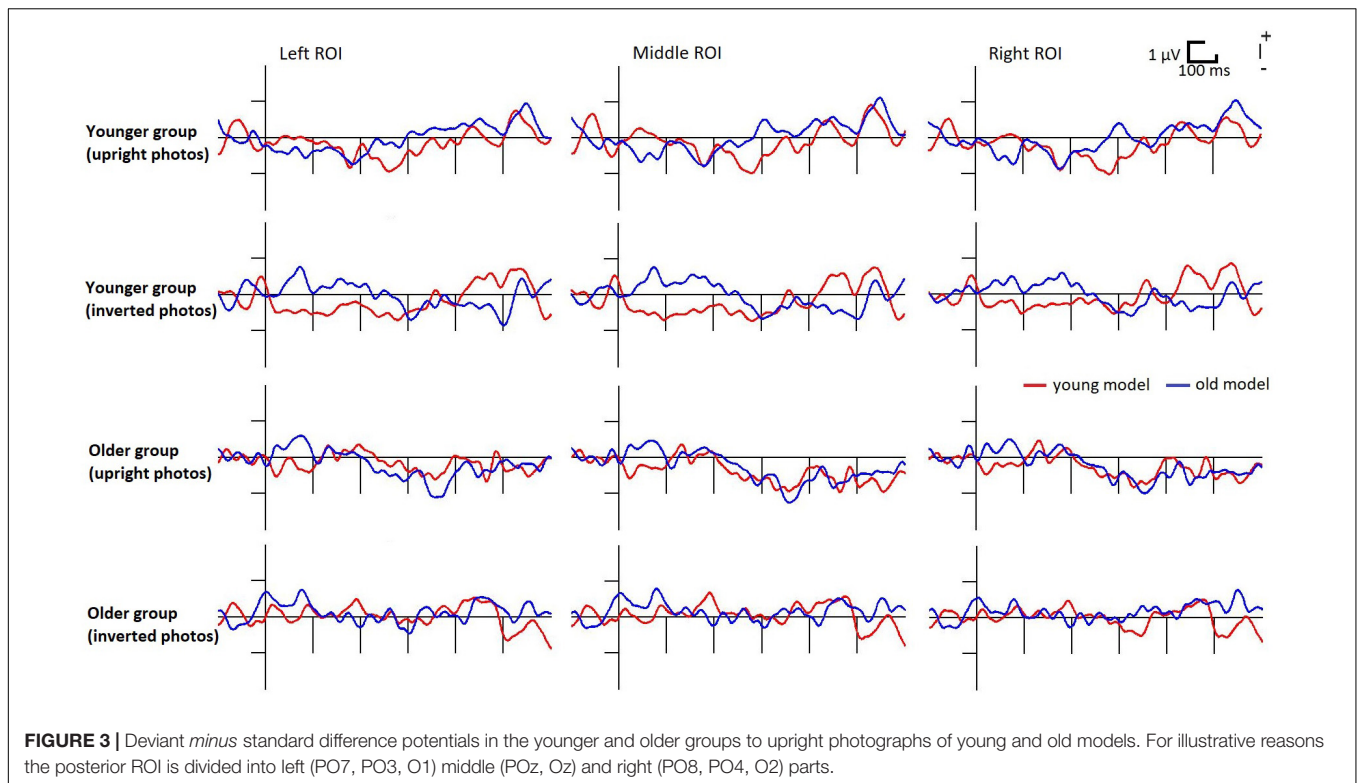 Left ROI Middle ROI Right ROI 1 µV + -
100 ms
Younger group
(upright photos)
Younger group
(inverted photos)
young model old model
Older group
(upright photos)
Older group
(inverted photos)
FIGURE 3 | Deviant minus standard difference potentials in the younger and older groups to upright photographs of young and old models. For illustrative reasons
the posterior ROI is divided into left (PO7, PO3, O1) middle (POz, Oz) and right (PO8, PO4, O2) parts.